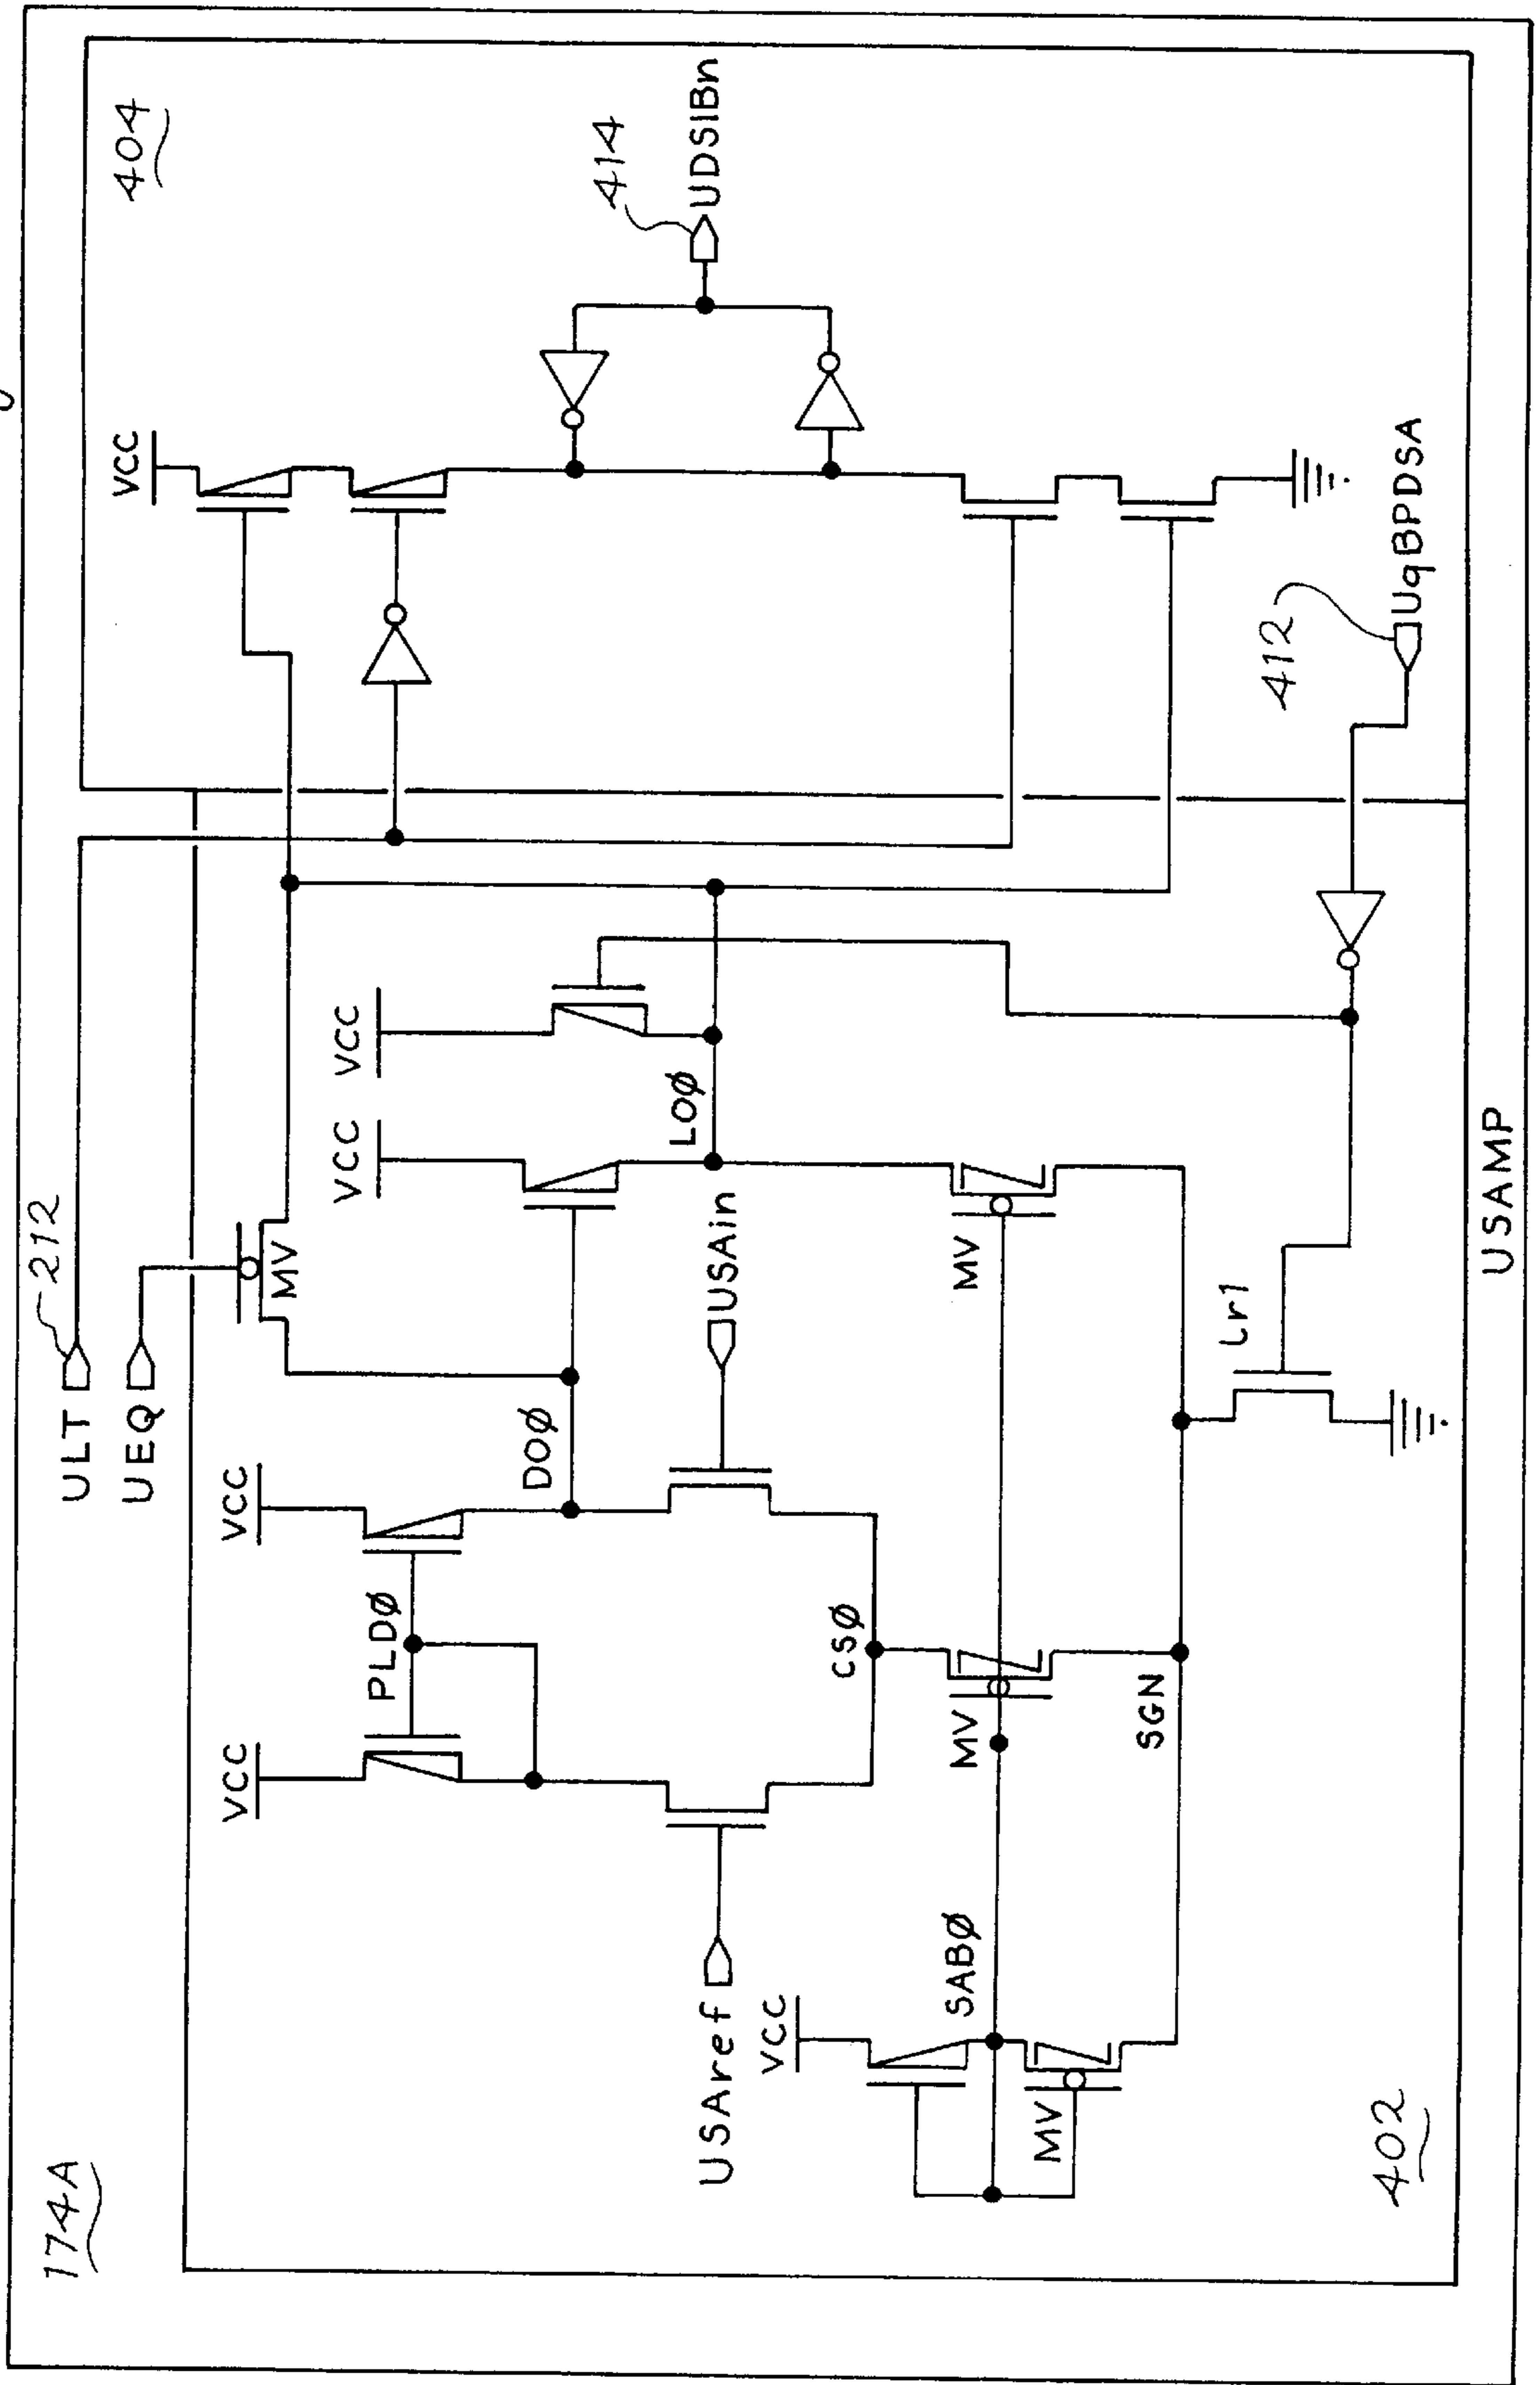 174A
ULT
212
UEQ
VCC
404
VCC
VCC
PLDØ
DOØ
MV
VCC
VCC
414
UDSIBn
LOØ
USAref
USAin
VCC
SABØ
CSØ
MV
MV
MV
SGN
Lr1
412
UqBPDSA
402
USAMP